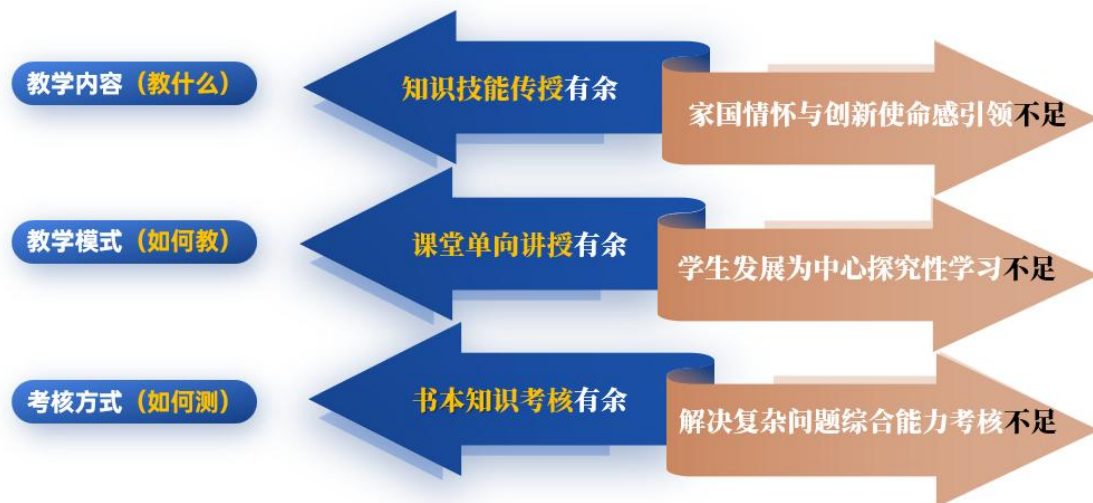 教学内容（教什么）
知识技能传授有余
家国情怀与创新使命感引领不足
教学模式（如何教）
课堂单向讲授有余
学生发展为中心探究性学习不足
考核方式（如何测）
书本知识考核有余
解决复杂问题综合能力考核不足